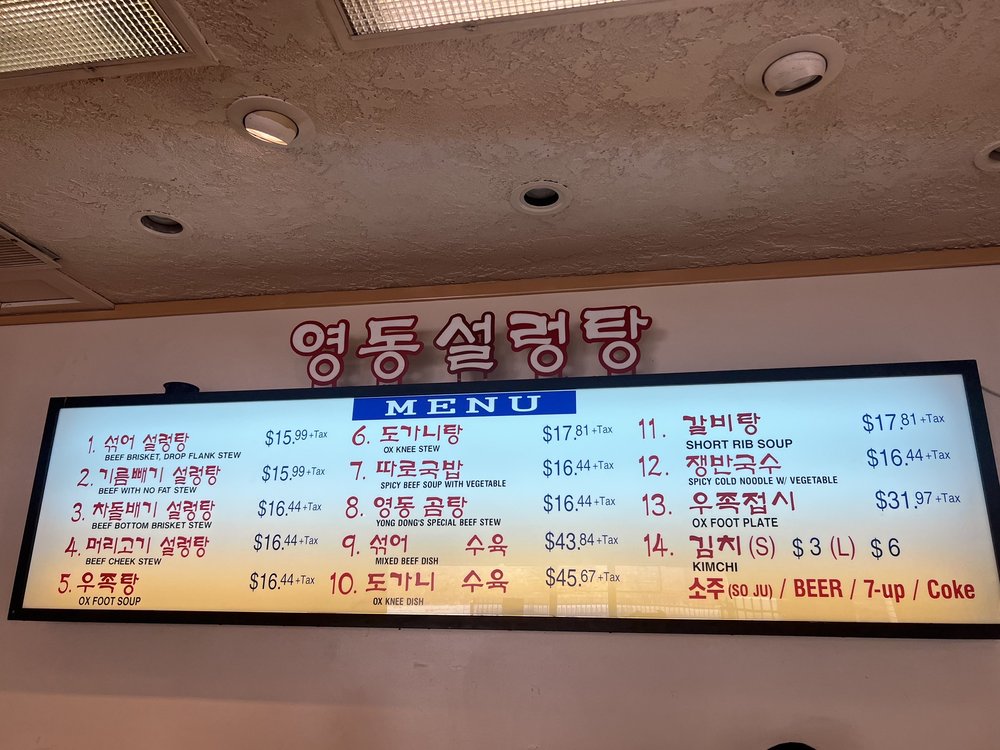 영동설렁탕
MENU
1. 섞어 설렁탕 $15.99+Tax
BEEF BRISKET, DROP FLANK STEW
2. 기름빼기 설렁탕 $15.99+Tax
BEEF WITH NO FAT STEW
3. 차돌배기 설렁탕 $16.44+Tax
BEEF BOTTOM BRISKET STEW
4. 머리고기 설렁탕 $16.44+Tax
BEEF CHEEK STEW
5. 우족탕 $16.44+Tax
OX FOOT SOUP
6. 도가니탕 $17.81+Tax
OX KNEE STEW
7. 따로국밥 $16.44+Tax
SPICY BEEF SOUP WITH VEGETABLE
8. 영동 곰탕 $16.44+Tax
YONG DONG'S SPECIAL BEEF STEW
9. 섞어 수육 $43.84+Tax
MIXED BEEF DISH
10. 도가니 수육 $45.67+Tax
OX KNEE DISH
11. 갈비탕 $17.81+Tax
SHORT RIB SOUP
12. 쟁반국수 $16.44+Tax
SPICY COLD NOODLE W/ VEGETABLE
13. 우족접시 $31.97+Tax
OX FOOT PLATE
14. 김치 (S) $3 (L) $6
KIMCHI
소주 (SO JU) / BEER / 7-up / Coke